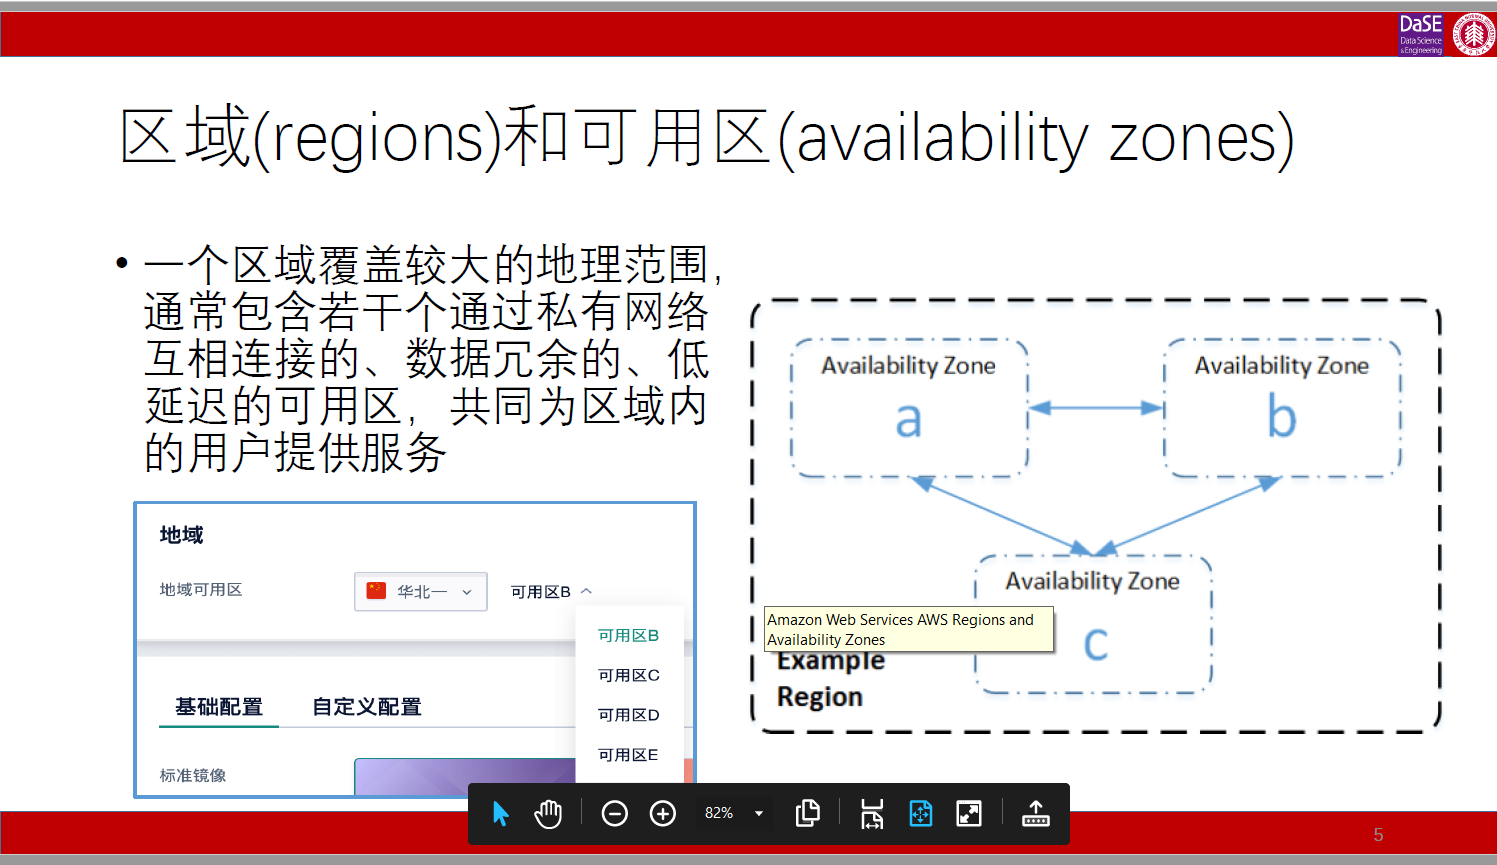 DaSE
Data Science
& Engineering
区域(regions)和可用区(availability zones)
• 一个区域覆盖较大的地理范围,
通常包含若干个通过私有网络
互相连接的、数据冗余的、低
延迟的可用区，共同为区域内
的用户提供服务
地域
地域可用区
华北一
可用区B
可用区B
可用区C
可用区D
可用区E
基础配置
自定义配置
标准镜像
Availability Zone
a
Availability Zone
b
Availability Zone
c
Amazon Web Services AWS Regions and
Availability Zones
Example
Region
82%
5